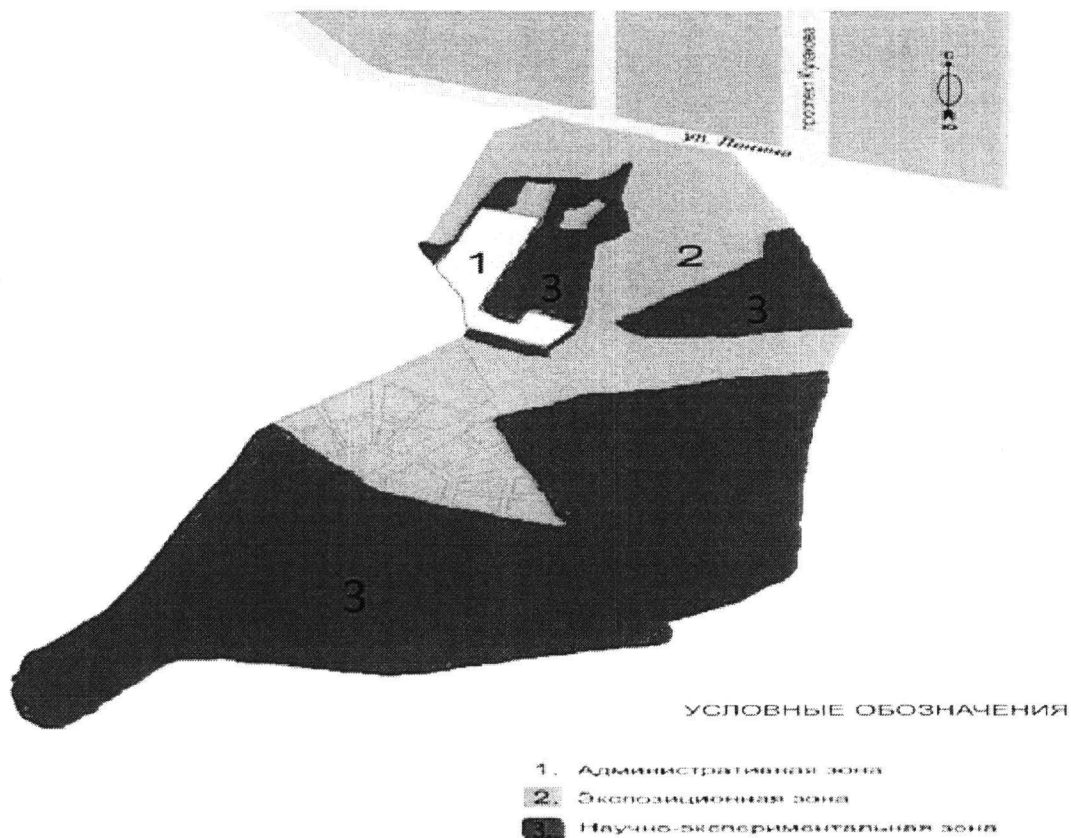 проспект Кулакова
ул. Ленина
1
2
3
3
3
УСЛОВНЫЕ ОБОЗНАЧЕНИЯ
1. Административная зона
2. Экспозиционная зона
3. Научно-экспериментальная зона